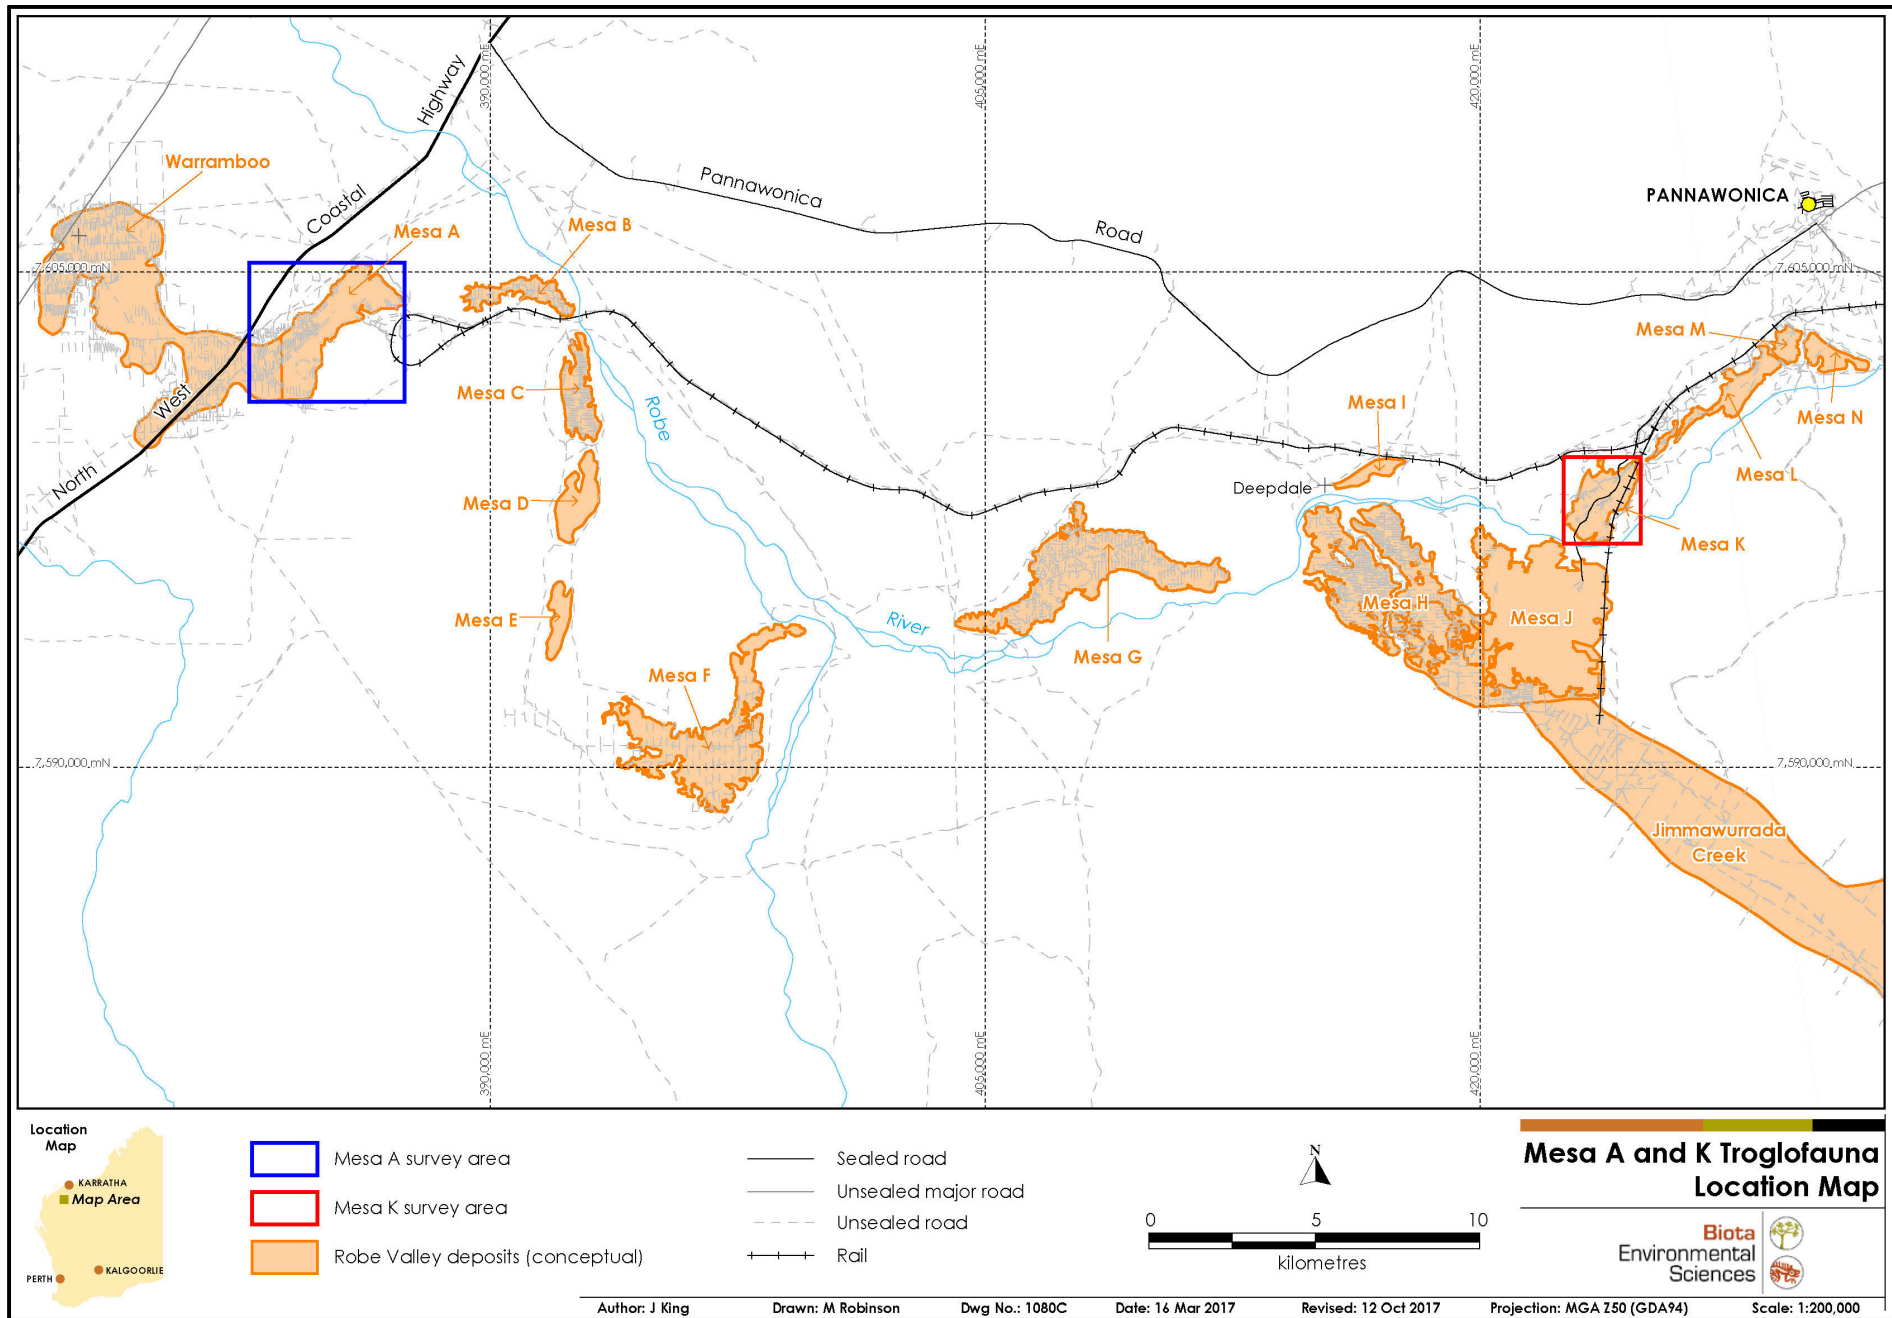 390,000 mE
405,000 mE
420,000 mE
Highway
Coastal
West
North
Warramboo
Mesa A
Mesa B
Pannawonica
Road
PANNAWONICA
7,605,000 mN
7,605,000 mN
Mesa M
Mesa N
Mesa C
Robe
Mesa I
Mesa L
Deepdale
Mesa D
Mesa K
Mesa E
River
Mesa H
Mesa J
Mesa G
Mesa F
7,590,000 mN
7,590,000 mN
Jimmawurrada
Creek
390,000 mE
405,000 mE
420,000 mE
Location
Map
KARRATHA
Map Area
PERTH
KALGOORLIE
Mesa A survey area
Mesa K survey area
Robe Valley deposits (conceptual)
Sealed road
Unsealed major road
Unsealed road
Rail
N
0 5 10
kilometres
Mesa A and K Troglofauna
Location Map
Biota
Environmental
Sciences
Author: J King Drawn: M Robinson Dwg No.: 1080C Date: 16 Mar 2017 Revised: 12 Oct 2017 Projection: MGA Z50 (GDA94) Scale: 1:200,000